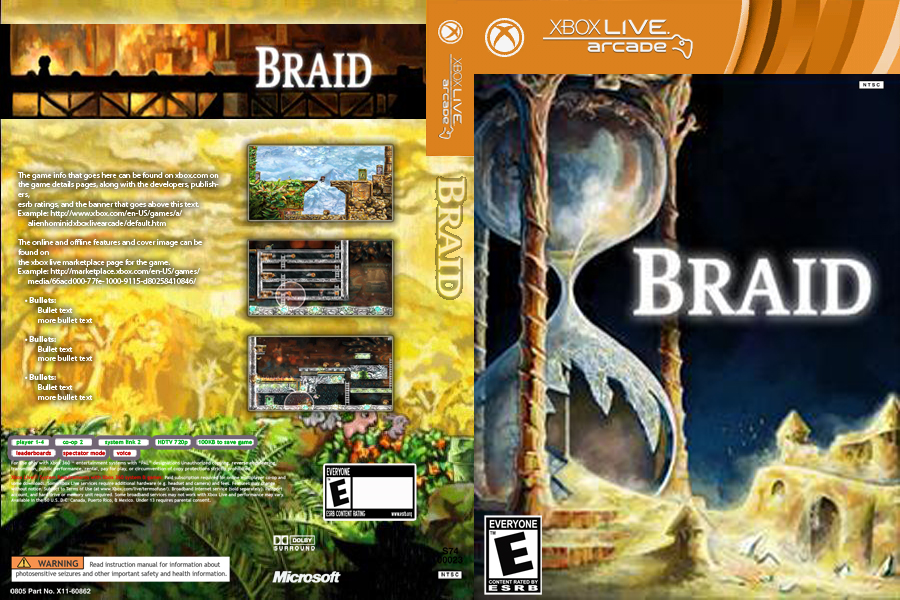 BRAID
The game info that goes here can be found on xbox.com on
the game details pages, along with the developers, publish-
ers,
esrb ratings, and the banner that goes above this text.
Example: http://www.xbox.com/en-US/games/a/
alienhominidxboxlivearcade/default.htm
The online and offline features and cover image can be
found on
the xbox live marketplace page for the game.
Example: http://marketplace.xbox.com/en-US/games/
media/66acd000-77fe-1000-9115-d80258410846/
• Bullets:
Bullet text
more bullet text
• Bullets:
Bullet text
more bullet text
• Bullets:
Bullet text
more bullet text
player 1-4 co-op 2 system link 2 HDTV 720p 100KB to save game
leaderboards spectator mode voice
EVERYONE
E
ESRB CONTENT RATING www.esrb.org
DOLBY
SURROUND
WARNING Read instruction manual for information about
photosensitive seizures and other important safety and health information.
Microsoft
NTSC
0805 Part No. X11-60862
XBOX LIVE arcade
BRAID
XBOX LIVE
arcade
NTSC
BRAID
EVERYONE
E
CONTENT RATED BY
ESRB